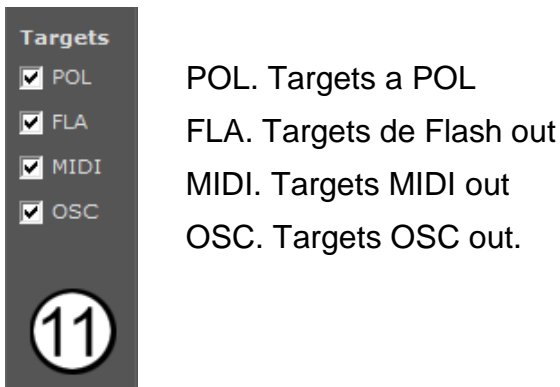 Targets
POL
FLA
MIDI
OSC
11
POL. Targets a POL
FLA. Targets de Flash out
MIDI. Targets MIDI out
OSC. Targets OSC out.